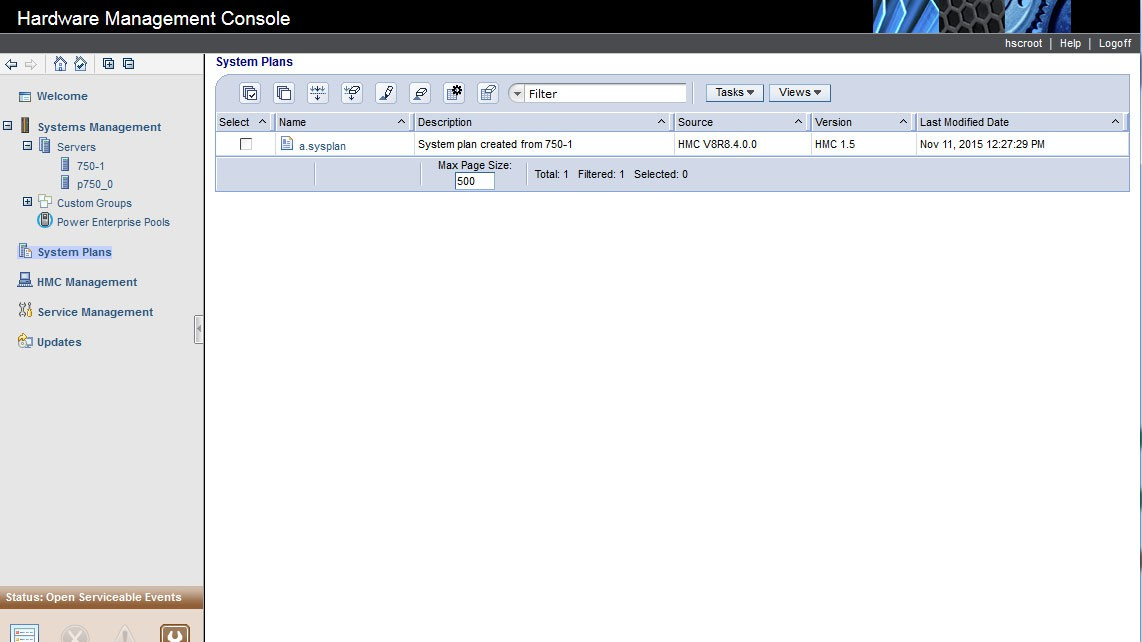 Hardware Management Console
hscroot | Help | Logoff
Welcome
Systems Management
Servers
750-1
p750_0
Custom Groups
Power Enterprise Pools
System Plans
HMC Management
Service Management
Updates
Status: Open Serviceable Events
System Plans
Filter
Tasks
Views
Select Name Description Source Version Last Modified Date
a.sysplan System plan created from 750-1 HMC V8R8.4.0.0 HMC 1.5 Nov 11, 2015 12:27:29 PM
Max Page Size:
500
Total: 1 Filtered: 1 Selected: 0